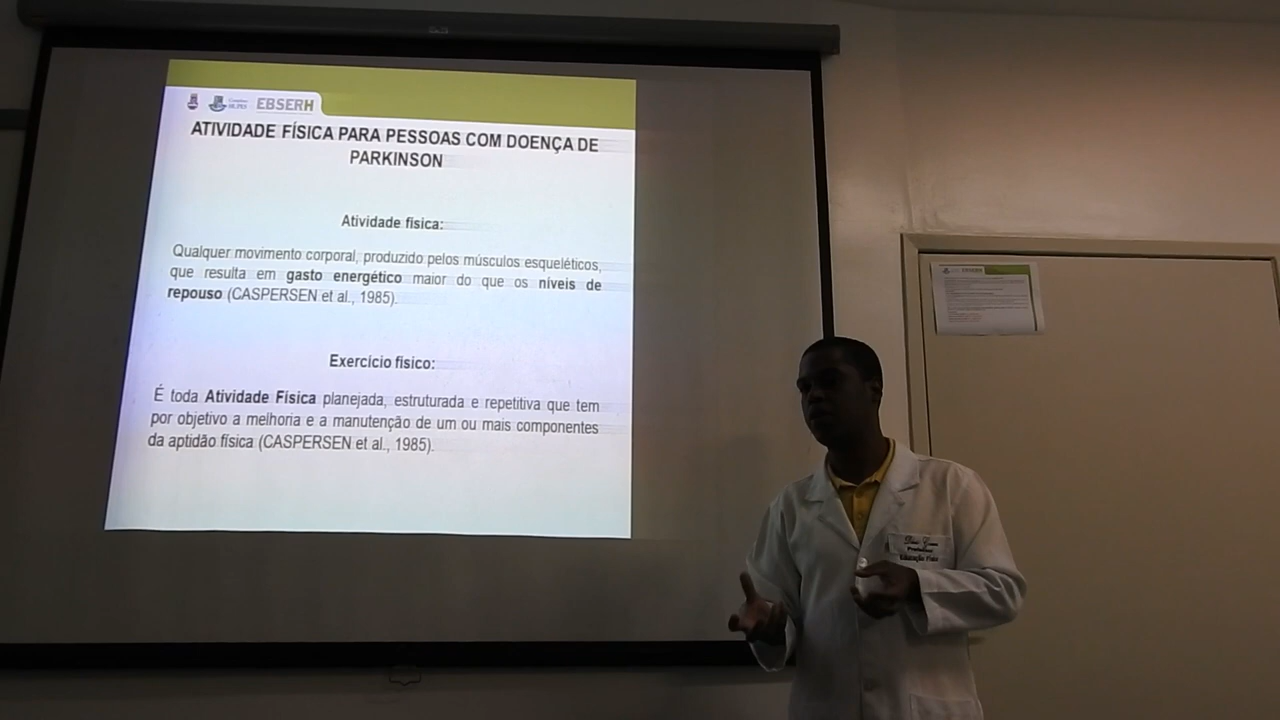 EBSERH
ATIVIDADE FÍSICA PARA PESSOAS COM DOENÇA DE
PARKINSON
Atividade física:
Qualquer movimento corporal, produzido pelos músculos esqueléticos,
que resulta em gasto energético maior do que os níveis de
repouso (CASPERSEN et al., 1985).
Exercício físico:
É toda Atividade Física planejada, estruturada e repetitiva que tem
por objetivo a melhoria e a manutenção de um ou mais componentes
da aptidão física (CASPERSEN et al., 1985).
EBSERH
Educação